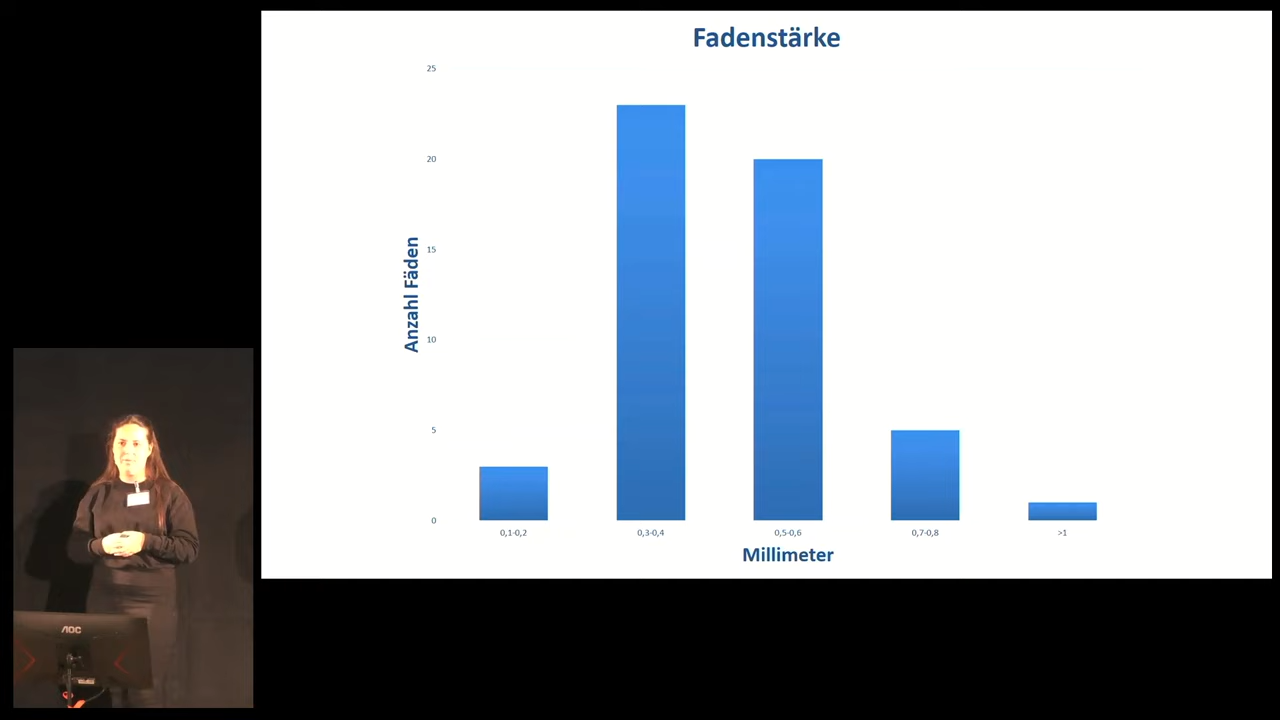 Fadenstärke
25
20
15
10
5
0
Anzahl Fäden
0,1-0,2
0,3-0,4
0,5-0,6
0,7-0,8
>1
Millimeter
AOC